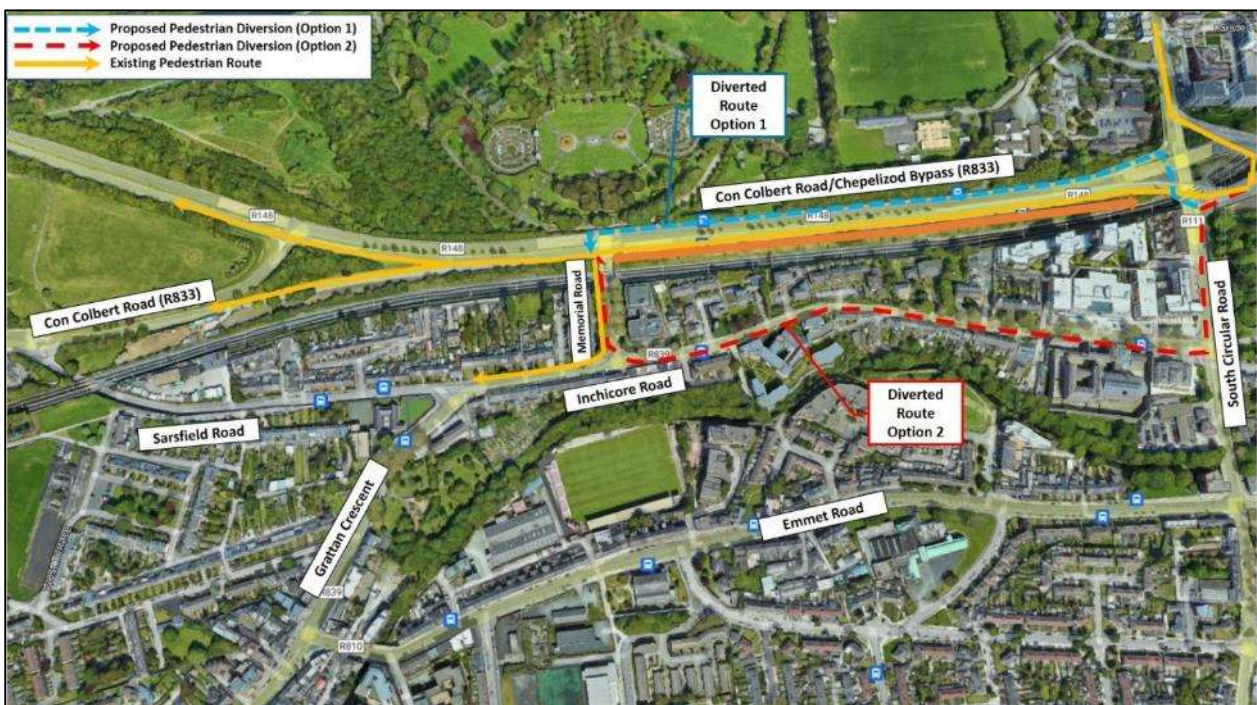 Proposed Pedestrian Diversion (Option 1)
Proposed Pedestrian Diversion (Option 2)
Existing Pedestrian Route
Diverted
Route
Option 1
Con Colbert Road/Chepelizod Bypass (R833)
R148
R148
R148
R148
R111
Con Colbert Road (R833)
Memorial Road
South Circular Road
R839
Inchicore Road
Diverted
Route
Option 2
Sarsfield Road
Grattan Crescent
Emmet Road
R839
R810